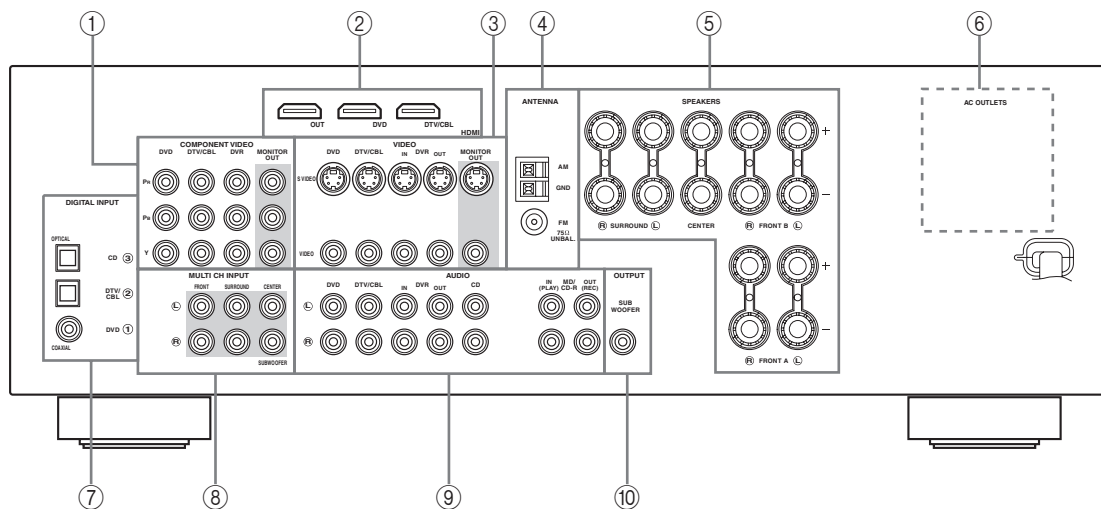 ① ② ③ ④ ⑤ ⑥
ANTENNA
SPEAKERS
AC OUTLETS
OUT DVD DTV/CBL
HDMI
COMPONENT VIDEO
DVD DTV/CBL DVR MONITOR OUT
VIDEO
DVD DTV/CBL IN DVR OUT MONITOR OUT
S VIDEO
AM
GND
FM
75Ω
UNBAL.
+
–
PR
PB
Y
VIDEO
Ⓡ SURROUND Ⓛ CENTER Ⓡ FRONT B Ⓛ
DIGITAL INPUT
OPTICAL
CD ③
DTV/
CBL ②
DVD ①
COAXIAL
MULTI CH INPUT
FRONT SURROUND CENTER
Ⓛ
Ⓡ
SUBWOOFER
AUDIO
DVD DTV/CBL IN DVR OUT CD
IN (PLAY) MD/CD-R OUT (REC)
Ⓛ
Ⓡ
OUTPUT
SUB
WOOFER
+
–
Ⓡ FRONT A Ⓛ
⑦ ⑧ ⑨ ⑩